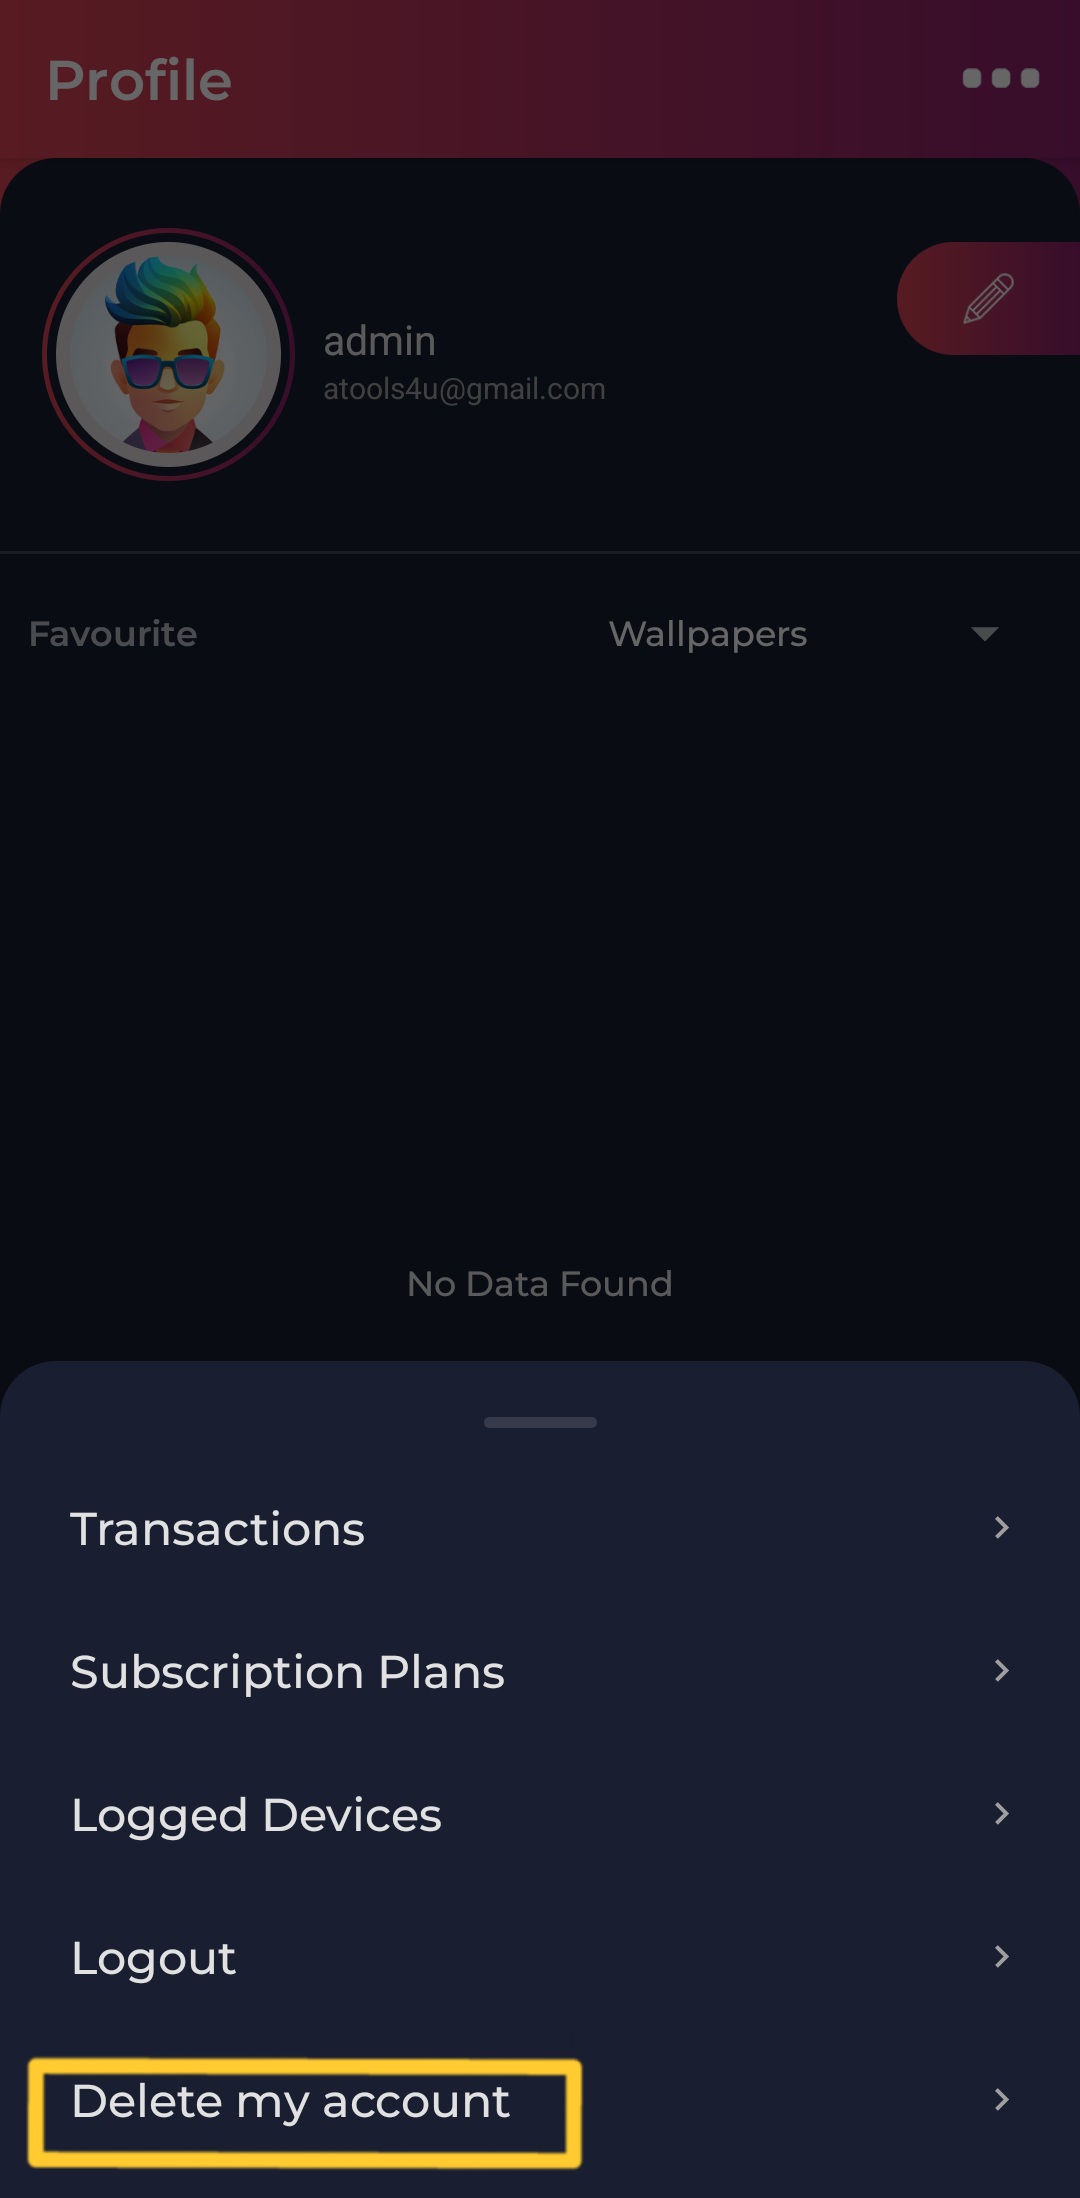 Profile
admin
atools4u@gmail.com
Favourite
Wallpapers
No Data Found
Transactions
Subscription Plans
Logged Devices
Logout
Delete my account